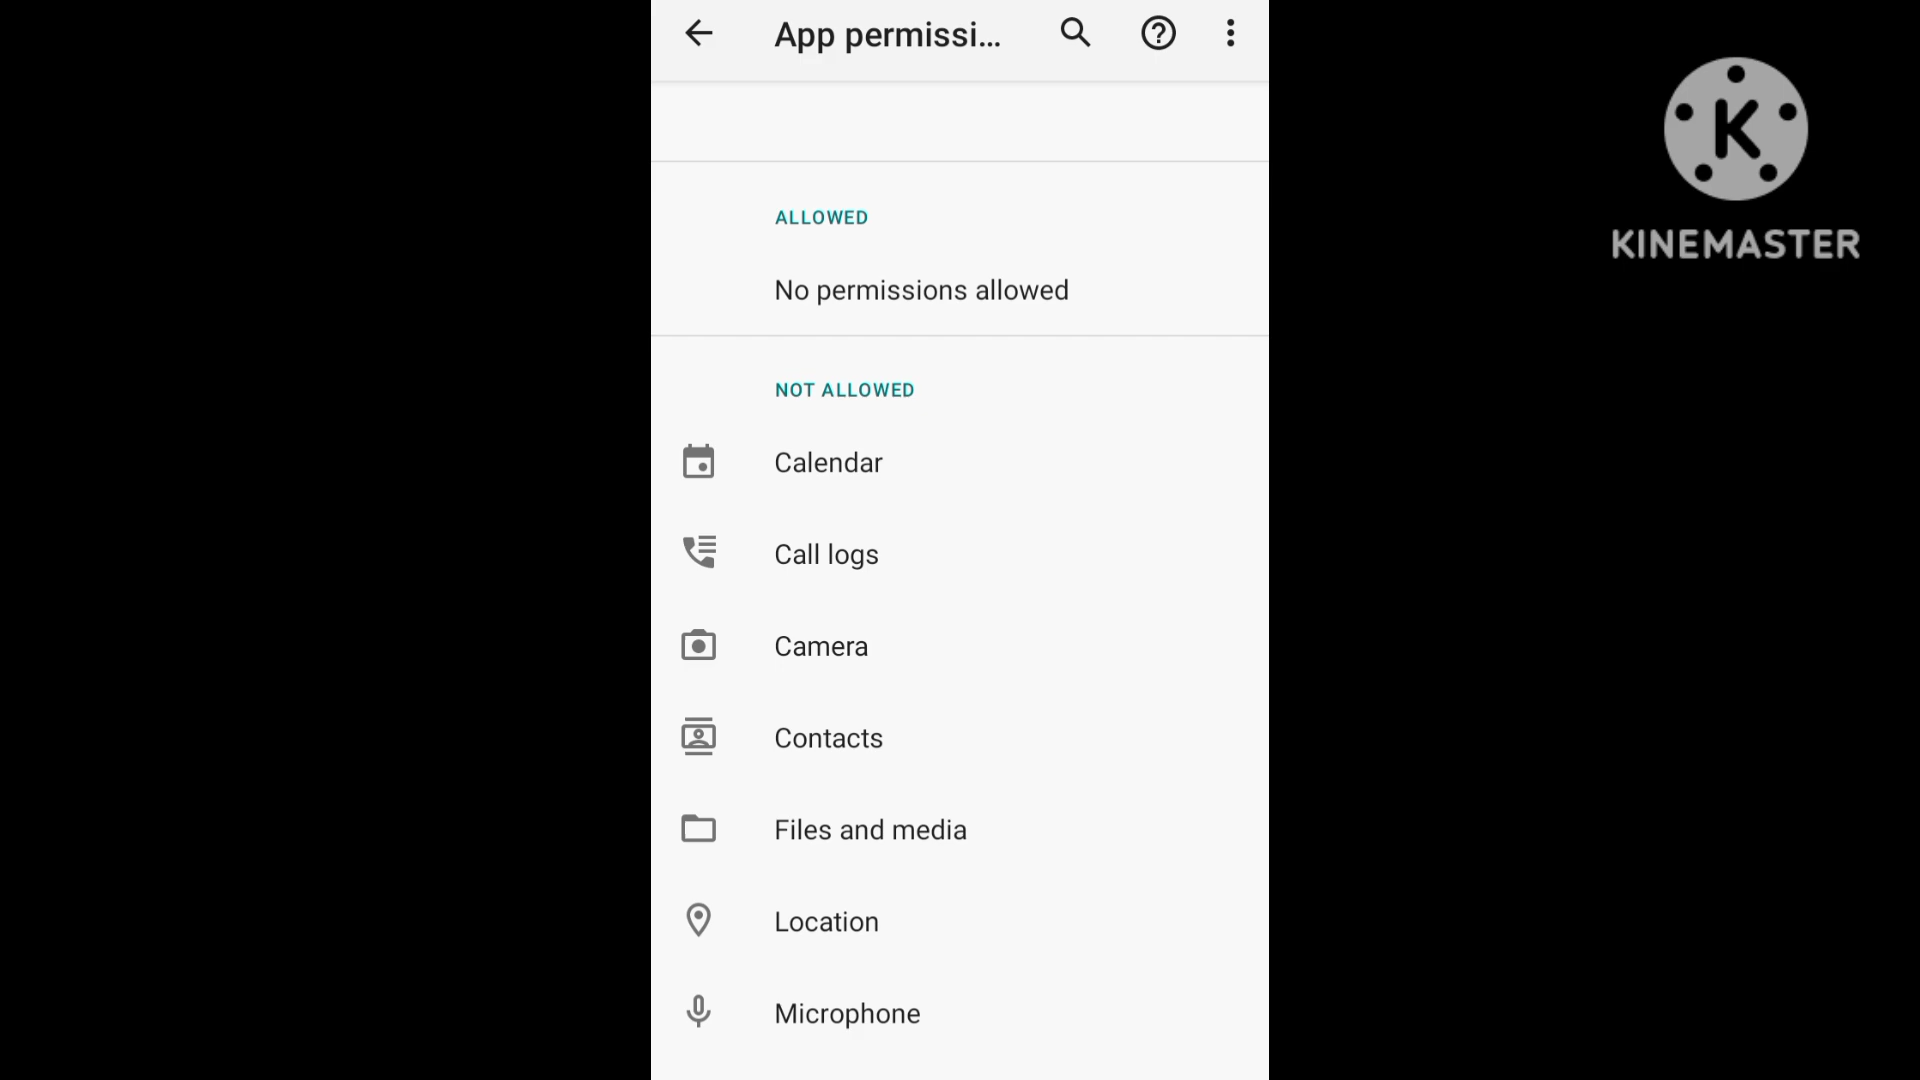 App permissi...
ALLOWED
No permissions allowed
NOT ALLOWED
Calendar
Call logs
Camera
Contacts
Files and media
Location
Microphone
K
KINEMASTER